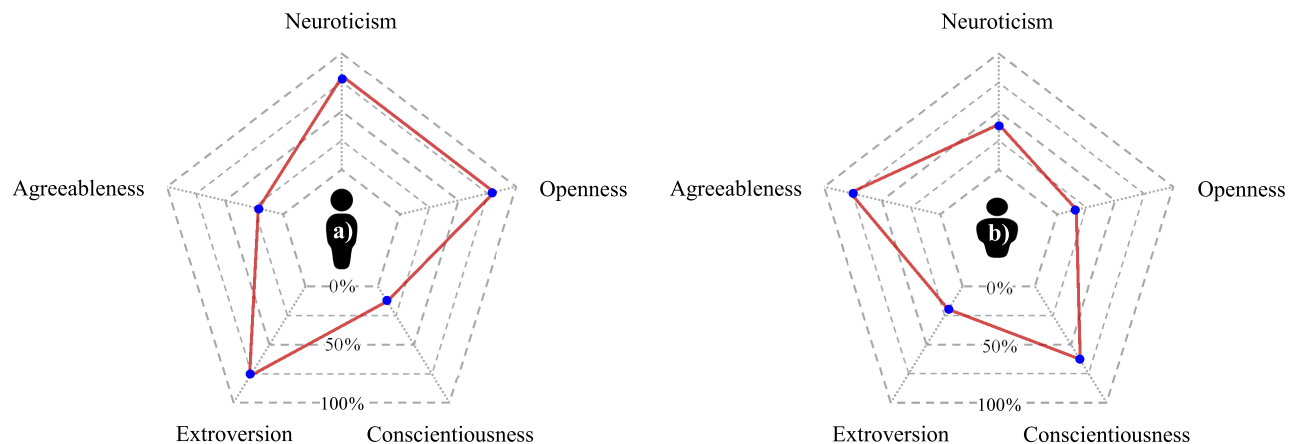 Neuroticism
Agreeableness
Openness
a)
0%
50%
100%
Extroversion
Conscientiousness
Neuroticism
Agreeableness
Openness
b)
0%
50%
100%
Extroversion
Conscientiousness